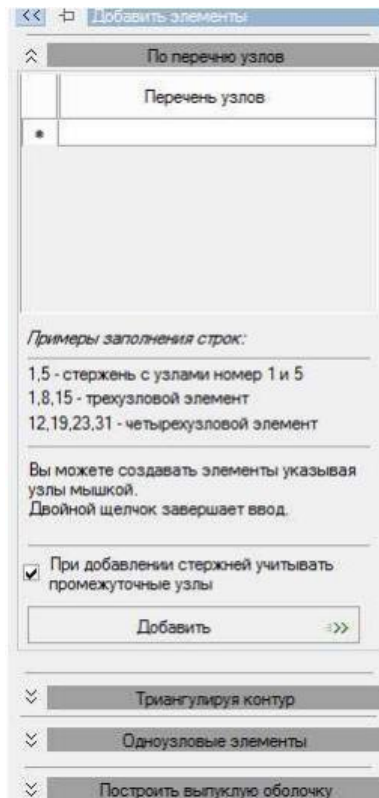 << Добавить элементы
По перечню узлов
Перечень узлов
Примеры заполнения строк:
1,5 - стержень с узлами номер 1 и 5
1,8,15 - трехузловой элемент
12,19,23,31 - четырехузловой элемент
Вы можете создавать элементы указывая
узлы мышкой.
Двойной щелчок завершает ввод.
При добавлении стержней учитывать
промежуточные узлы
Добавить
Триангулируя контур
Одноузловые элементы
Построить выпуклую оболочку